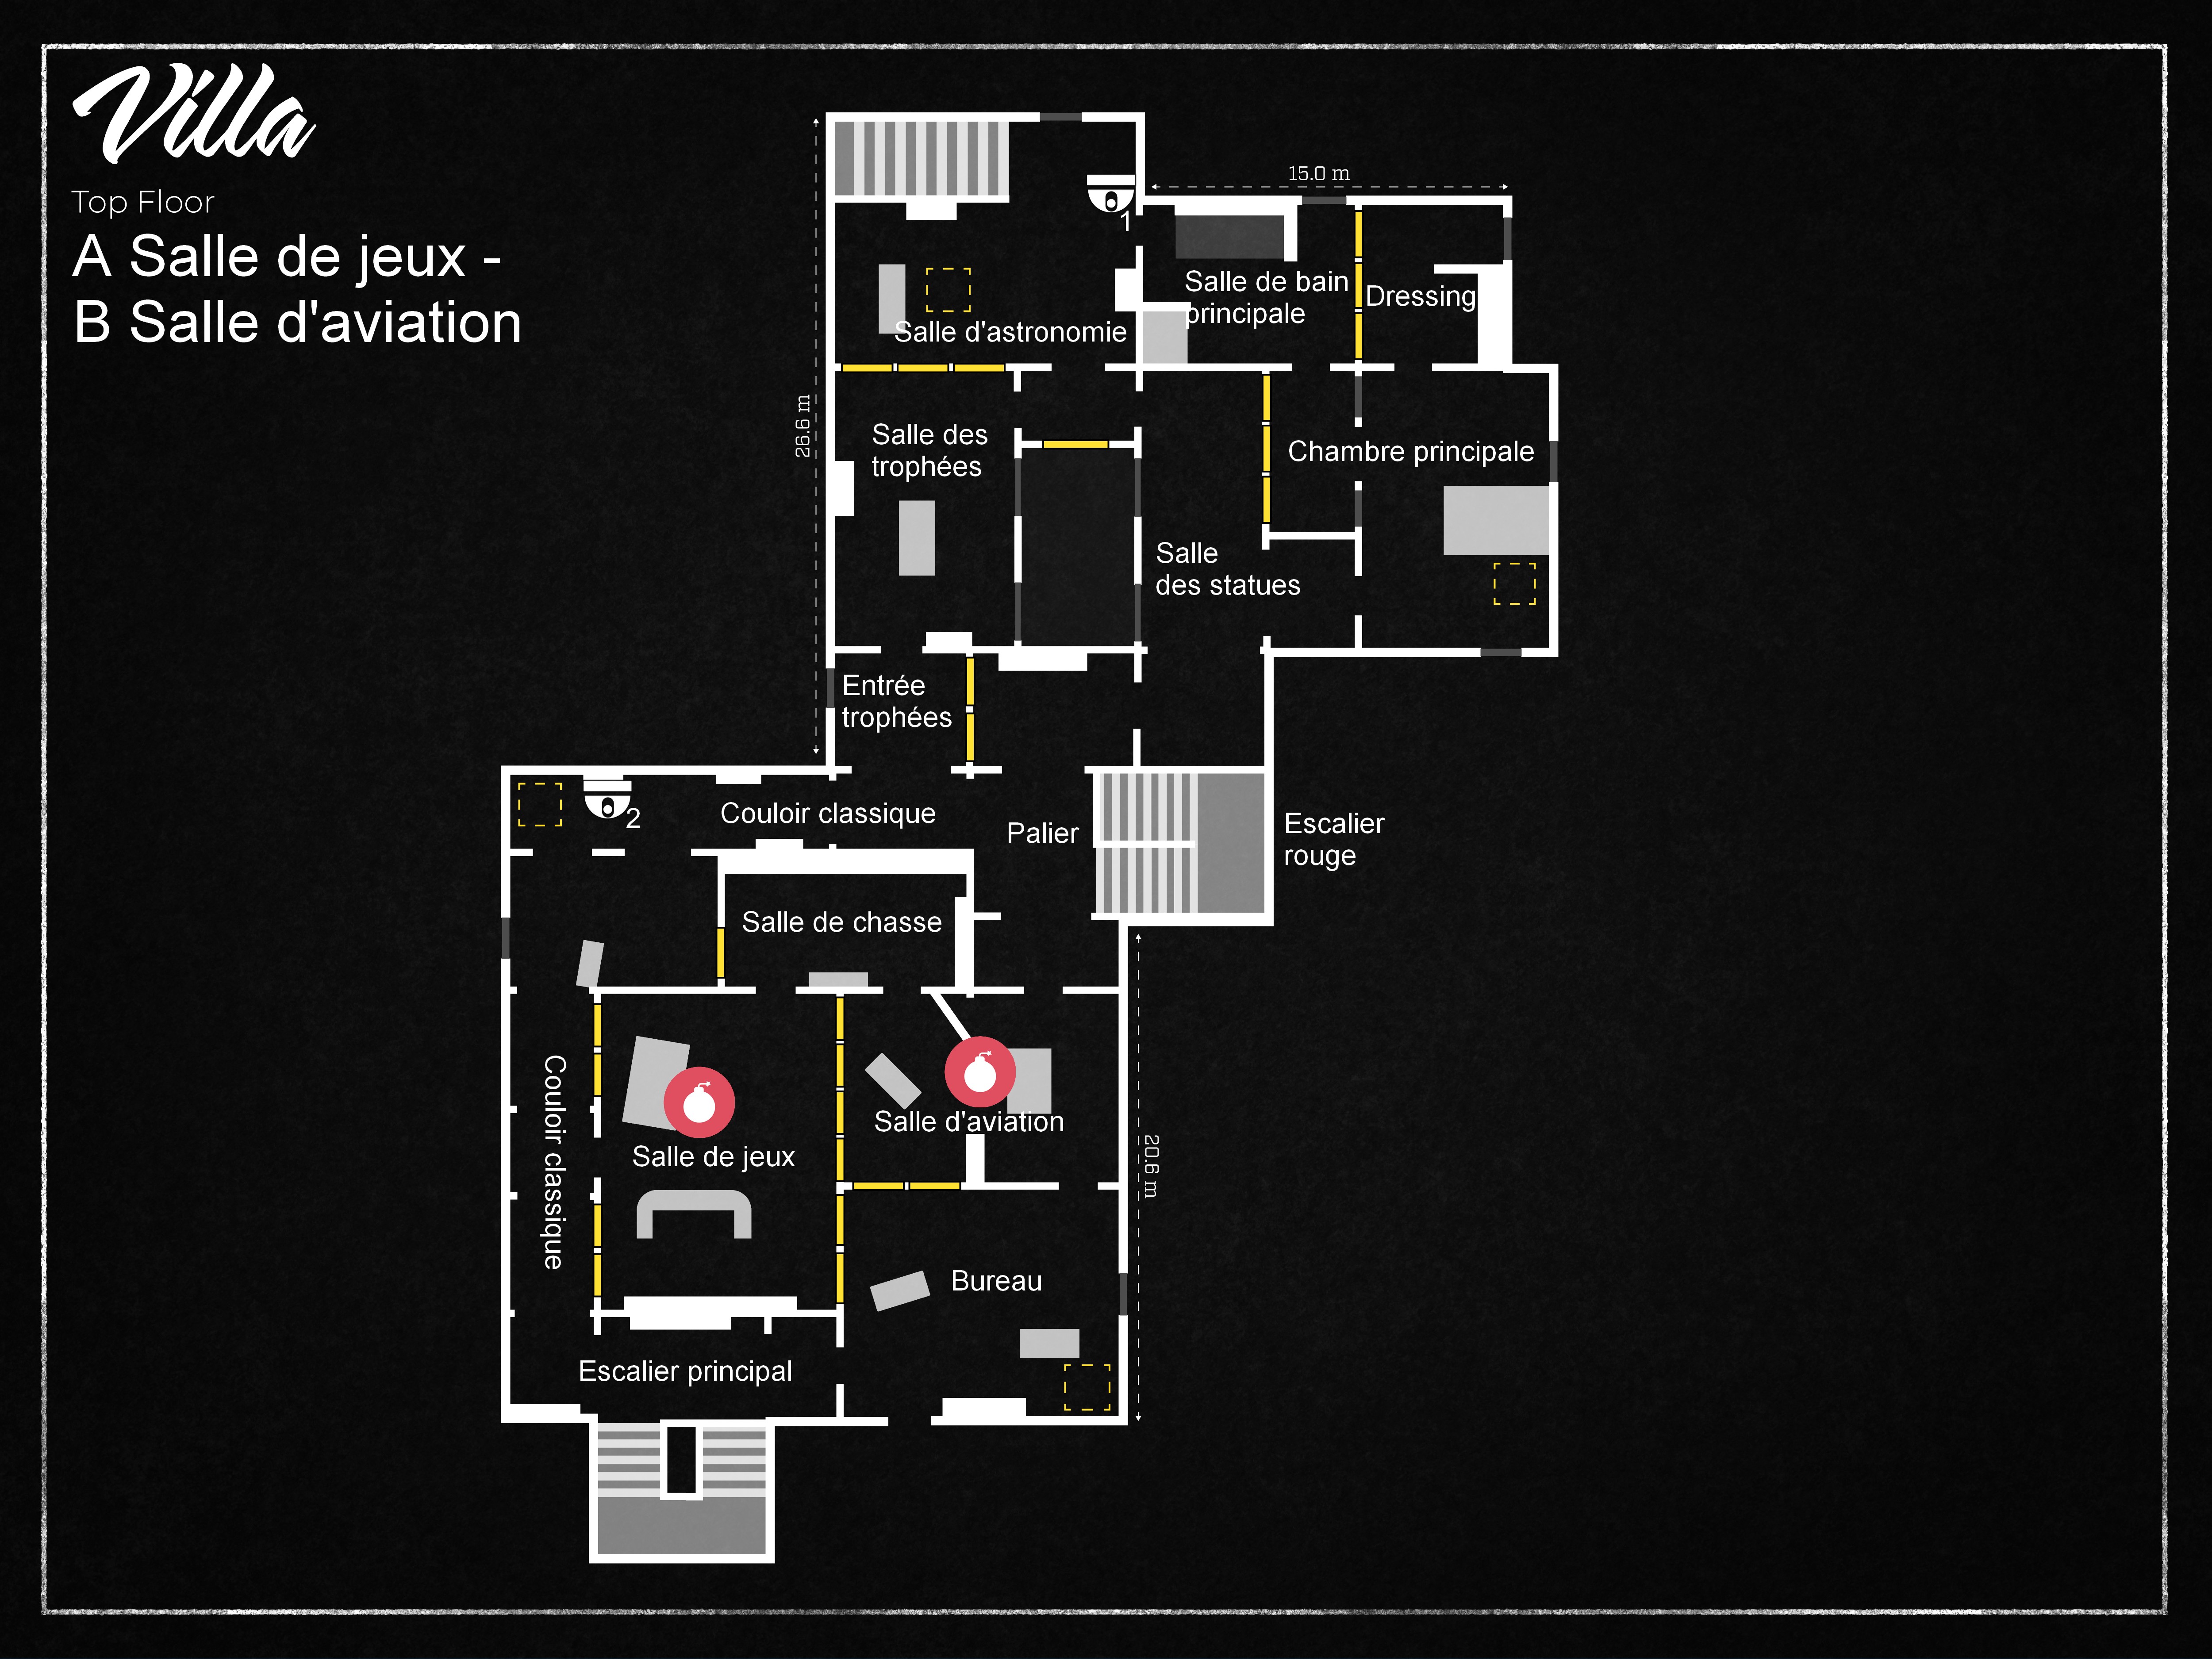 Villa
Top Floor
A Salle de jeux -
B Salle d'aviation
15.0 m
1
Salle de bain
principale
Dressing
Salle d'astronomie
26.6 m
Salle des
trophées
Chambre principale
Salle
des statues
Entrée
trophées
2
Couloir classique
Palier
Escalier
rouge
Salle de chasse
Couloir classique
Salle d'aviation
Salle de jeux
20.6 m
Bureau
Escalier principal